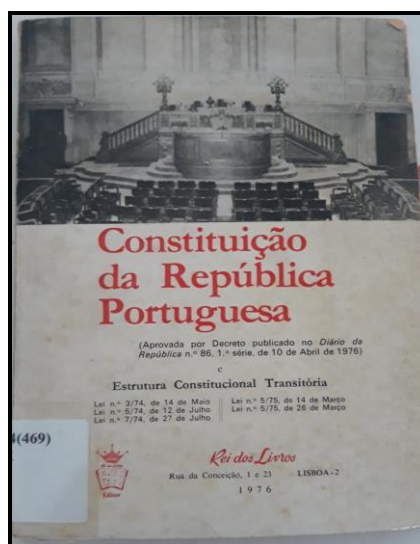 Constituição
da República
Portuguesa
(Aprovada por Decreto publicado no Diário da
República n.º 86, 1.ª série, de 10 de Abril de 1976)
e
Estrutura Constitucional Transitória
Lei n.º 3/74, de 14 de Maio
Lei n.º 6/74, de 12 de Julho
Lei n.º 7/74, de 27 de Julho
Lei n.º 5/75, de 14 de Março
Lei n.º 5/75, de 26 de Março
4(469)
Rei dos Livros
Rua da Conceição, 1 e 23 LISBOA-2
1976
Editor